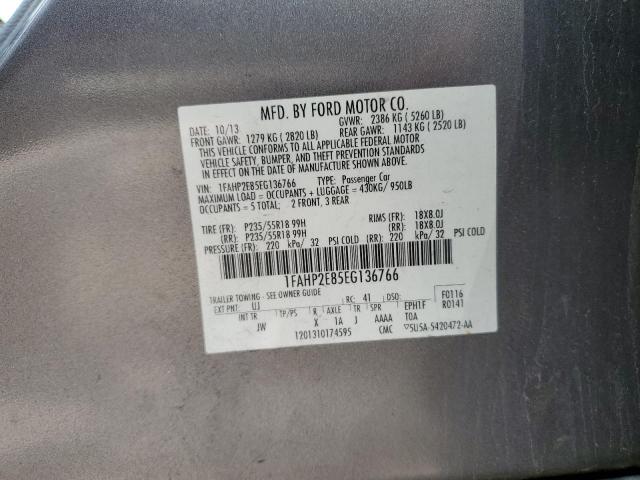 MFD. BY FORD MOTOR CO.
DATE: 10/13 GVWR: 2386 KG ( 5260 LB)
FRONT GAWR: 1279 KG ( 2820 LB) REAR GAWR: 1143 KG ( 2520 LB)
THIS VEHICLE CONFORMS TO ALL APPLICABLE FEDERAL MOTOR
VEHICLE SAFETY, BUMPER, AND THEFT PREVENTION STANDARDS
IN EFFECT ON THE DATE OF MANUFACTURE SHOWN ABOVE.
VIN: 1FAHP2E85EG136766 TYPE: Passenger Car
MAXIMUM LOAD = OCCUPANTS + LUGGAGE = 430KG/ 950LB
OCCUPANTS = 5 TOTAL; 2 FRONT, 3 REAR
TIRE (FR): P235/55R18 99H RIMS (FR): 18X8.0J
(RR): P235/55R18 99H (RR): 18X8.0J
PRESSURE (FR): 220 kPa/ 32 PSI COLD (RR): 220 kPa/ 32 PSI COLD
1FAHP2E85EG136766
TRAILER TOWING - SEE OWNER GUIDE
EXT PNT: UJ RC: 41 DSO: F0116
INT TR TP/PS R AXLE TR SPR EPH1F R0141
JW X 1A J AAAA TOA
1201310174595 CMC 5U5A-5420472-AA